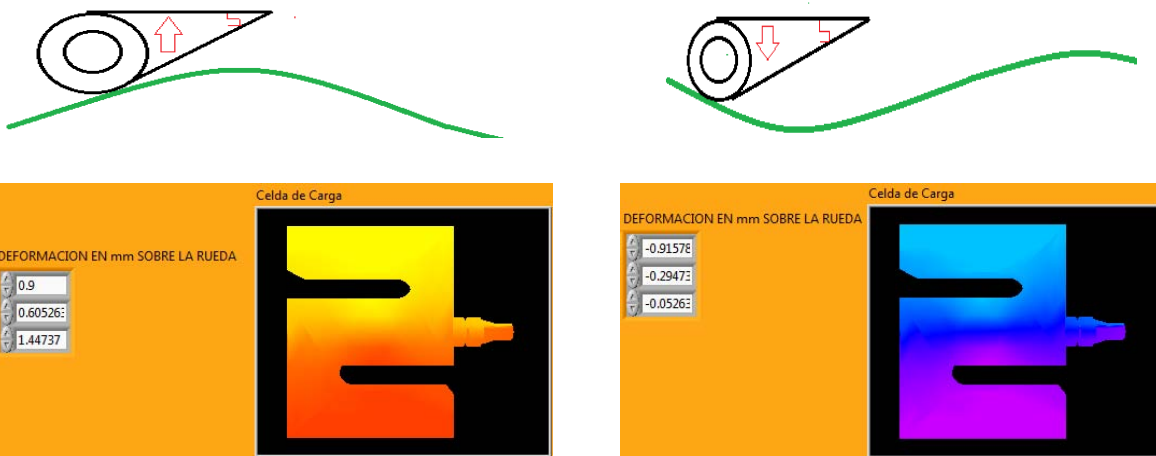 Celda de Carga
DEFORMACION EN mm SOBRE LA RUEDA
0.9
0.60526
1.44737
Celda de Carga
DEFORMACION EN mm SOBRE LA RUEDA
-0.91578
-0.29473
-0.05263